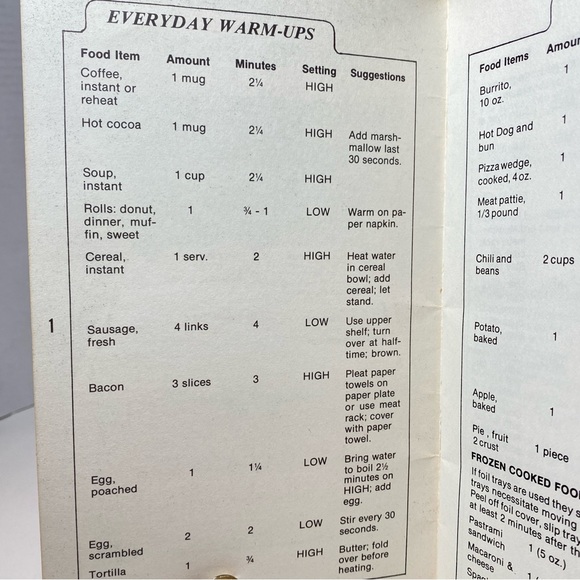 EVERYDAY WARM-UPS
Food Item Amount Minutes Setting Suggestions
Coffee, 1 mug 2¼ HIGH
instant or
reheat
Hot cocoa 1 mug 2¼ HIGH Add marsh-
mallow last
30 seconds.
Soup, 1 cup 2¼ HIGH
instant
Rolls: donut, 1 ¾ - 1 LOW Warm on pa-
dinner, muf- per napkin.
fin, sweet
Cereal, 1 serv. 2 HIGH Heat water
instant in cereal
bowl; add
cereal; let
stand.
Sausage, 4 links 4 LOW Use upper
fresh shelf; turn
over at half-
time; brown.
Bacon 3 slices 3 HIGH Pleat paper
towels on
paper plate
or use meat
rack; cover
with paper
towel.
Egg, 1 1¼ LOW Bring water
poached to boil 2½
minutes on
HIGH; add
egg.
Egg, 2 2 LOW Stir every 30
scrambled seconds.
Tortilla 1 ¾ HIGH Butter; fold
over before
heating.
1
Food Items Amoun
Burrito, 1
10 oz.
Hot Dog and 1
bun
Pizza wedge, 1
cooked, 4 oz.
Meat pattie, 1
1/3 pound
Chili and 2 cups
beans
Potato, 1
baked
Apple, 1
baked
Pie, fruit 1 piece
2 crust
FROZEN COOKED FOO
If foil trays are used they s
trays necessitate moving
Peel off foil cover, slip tray
at least 2 minutes after th
Pastrami 1 (5 oz.)
sandwich
Macaroni &
cheese